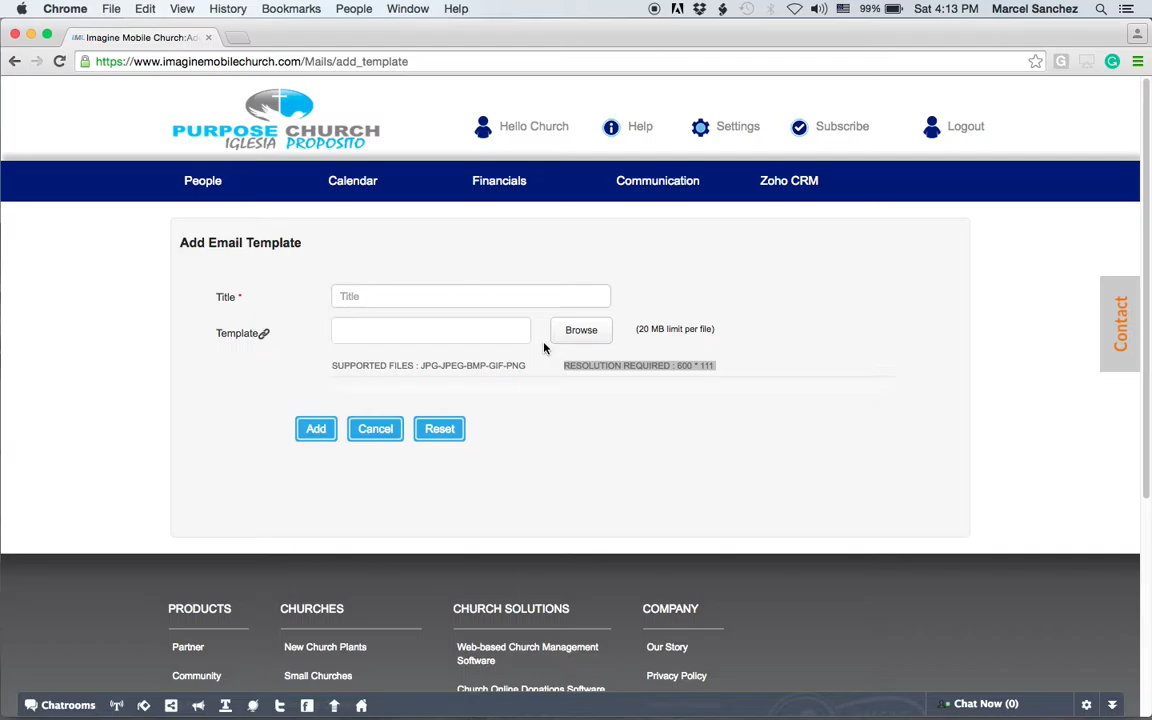 Chrome File Edit View History Bookmarks People Window Help 99% Sat 4:13 PM Marcel Sanchez
Imagine Mobile Church:Ad
https://www.imaginemobilechurch.com/Mails/add_template
PURPOSE CHURCH
IGLESIA PROPOSITO
Hello Church Help Settings Subscribe Logout
People Calendar Financials Communication Zoho CRM
Add Email Template
Title * Title
Template Browse (20 MB limit per file)
SUPPORTED FILES : JPG-JPEG-BMP-GIF-PNG RESOLUTION REQUIRED : 600 * 111
Contact
Add Cancel Reset
PRODUCTS CHURCHES CHURCH SOLUTIONS COMPANY
Partner New Church Plants Web-based Church Management Our Story
Software
Community Small Churches Church Online Donations Software Privacy Policy
Chatrooms Chat Now (0)